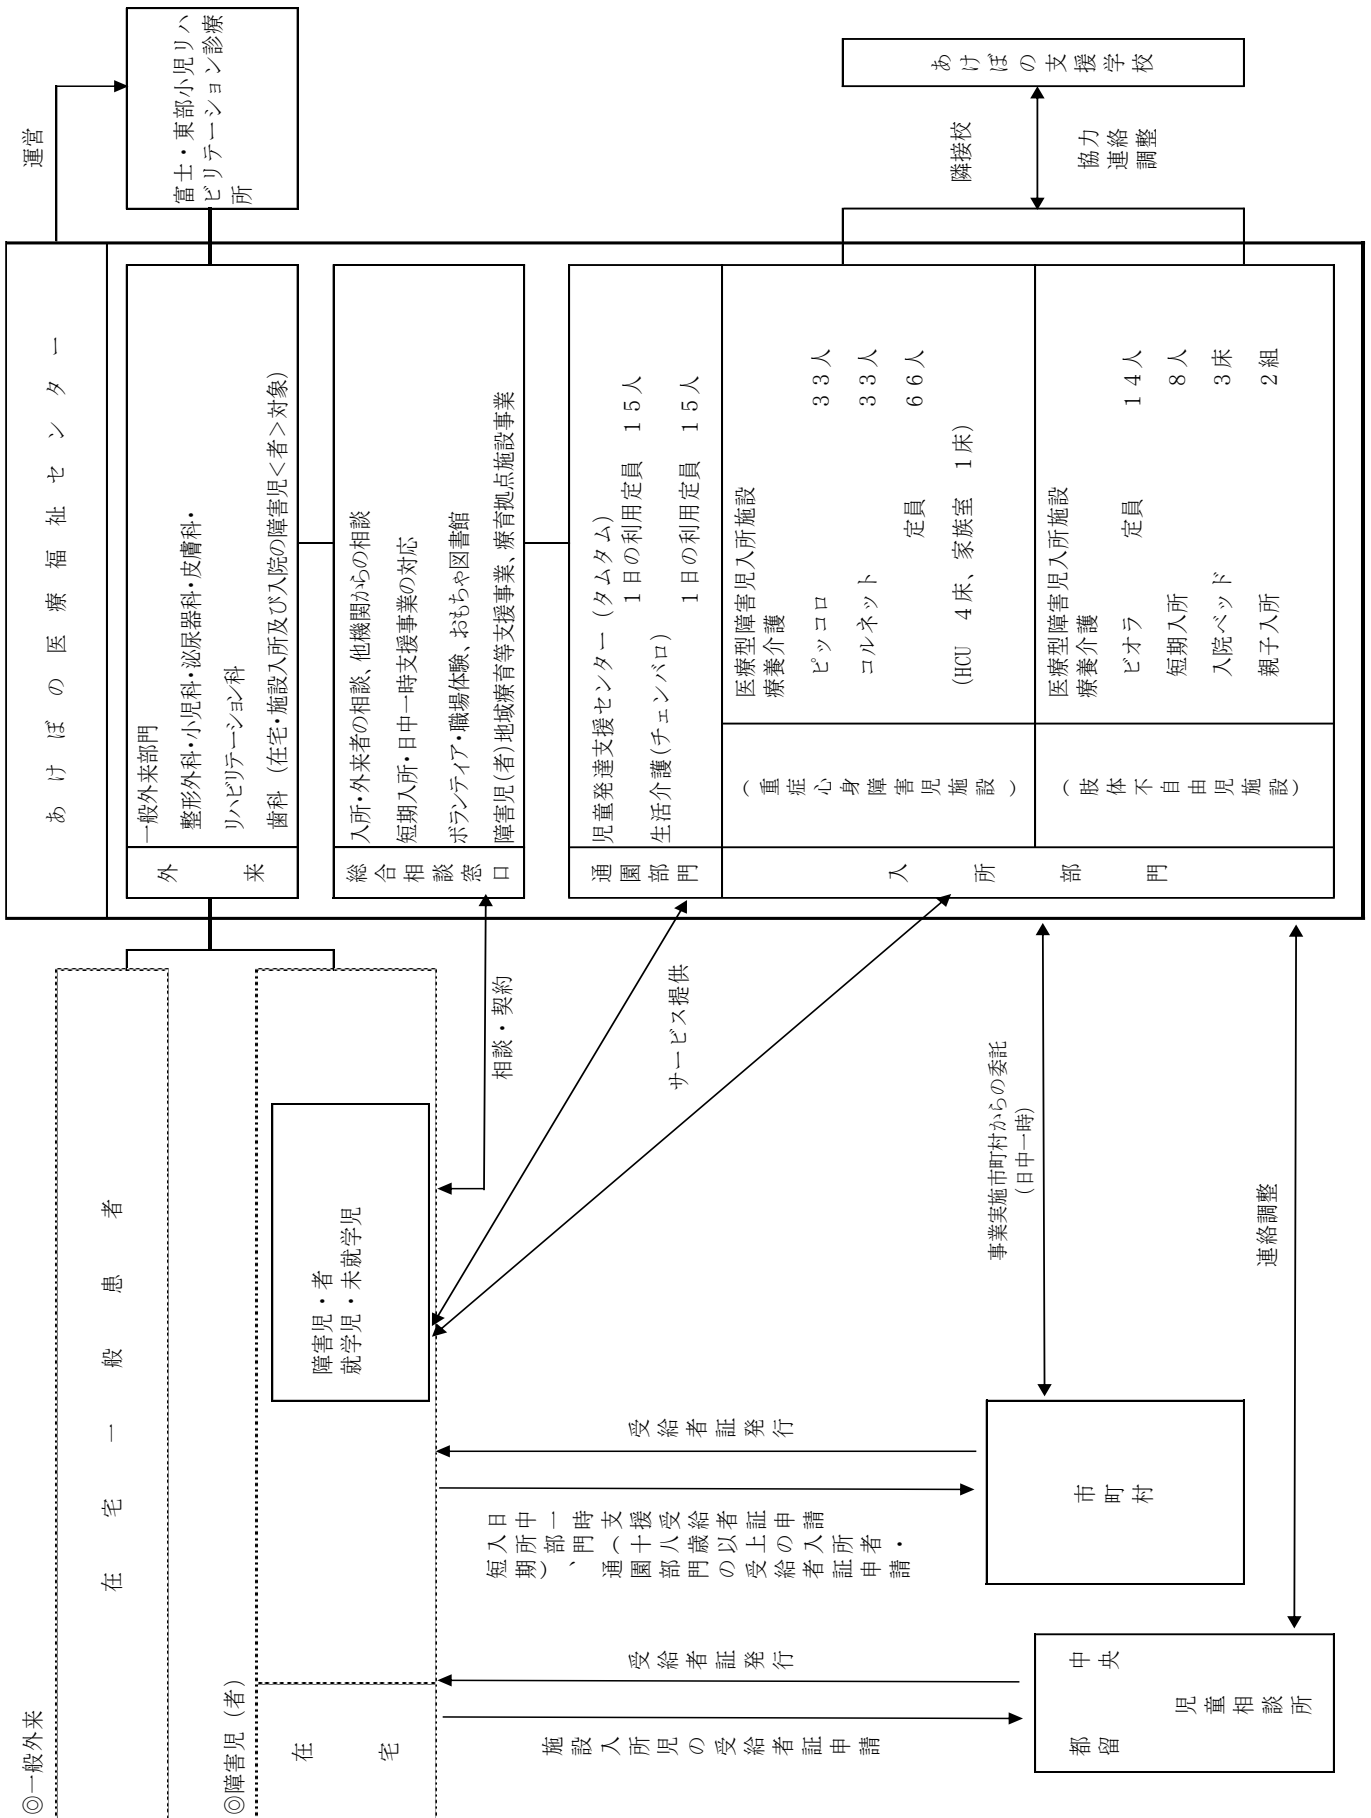 ◎一般外来
在宅一般患者
◎障害児（者）
在宅
障害児・者
就学児・未就学児
あけぼの医療福祉センター
外来
一般外来部門
整形外科・小児科・泌尿器科・皮膚科・
リハビリテーション科
歯科（在宅・施設入所及び入院の障害児＜者＞対象）
運営
富士・東部小児リハ
ビリテーション診療
所
総合相談窓口
入所・外来者の相談、他機関からの相談
短期入所・日中一時支援事業の対応
ボランティア・職場体験、おもちゃ図書館
障害児（者）地域療育等支援事業、療育拠点施設事業
相談・契約
通園部門
児童発達支援センター（タムタム）
１日の利用定員　１５人
生活介護（チェンバロ）
１日の利用定員　１５人
サービス提供
入所部門
（重症心身障害児施設）
医療型障害児入所施設
療養介護
ピッコロ　３３人
コルネット　３３人
定員　６６人
（HCU　４床、家族室　１床）
（肢体不自由児施設）
医療型障害児入所施設
療養介護
ビオラ　定員　１４人
短期入所　８人
入院ベッド　３床
親子入所　２組
隣接校
協力
連絡
調整
あけぼの支援学校
事業実施市町村からの委託
（日中一時）
連絡調整
受給者証発行
日中一時支援受給者証申請
入所部門（十八歳以上の入所者・
短期）、通園部門の受給者証申請
市町村
受給者証発行
施設入所児の受給者証申請
中央
都留
児童相談所